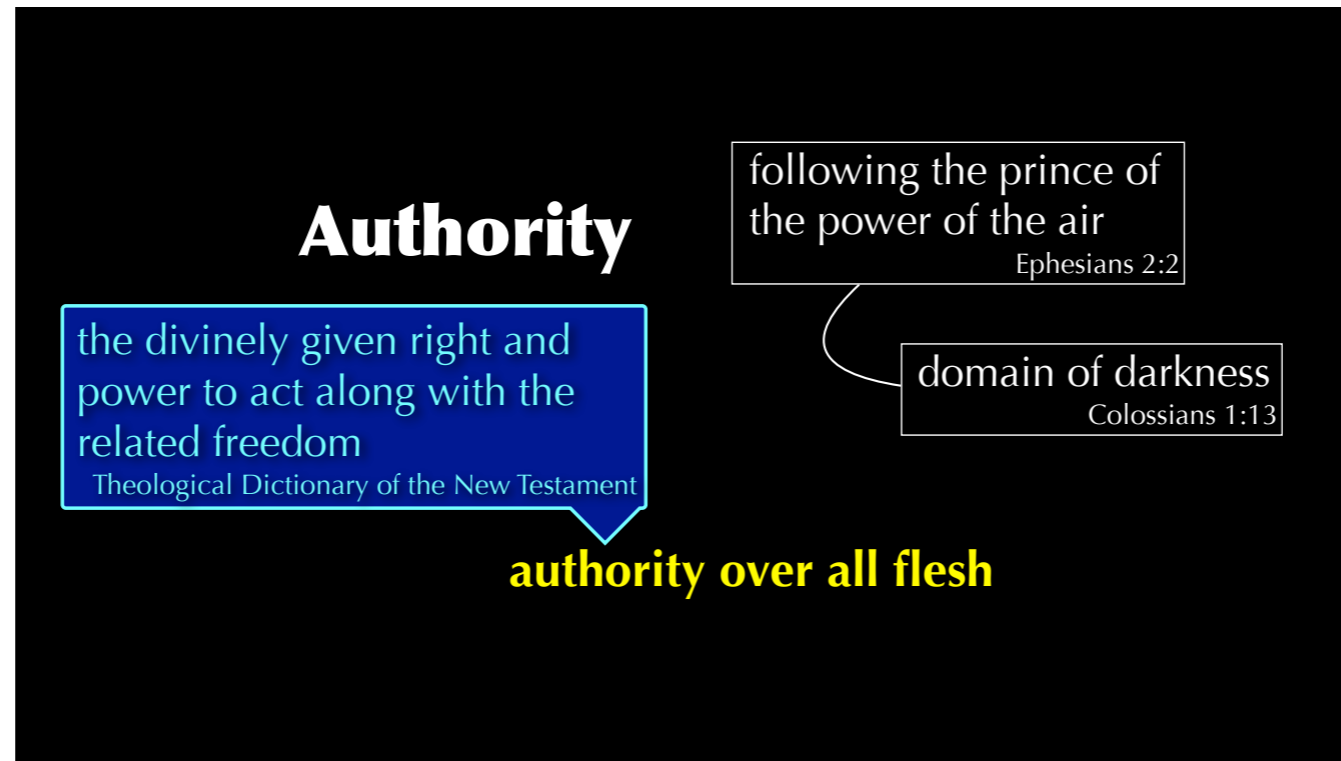 Authority
the divinely given right and
power to act along with the
related freedom
Theological Dictionary of the New Testament
authority over all flesh
following the prince of
the power of the air
Ephesians 2:2
domain of darkness
Colossians 1:13